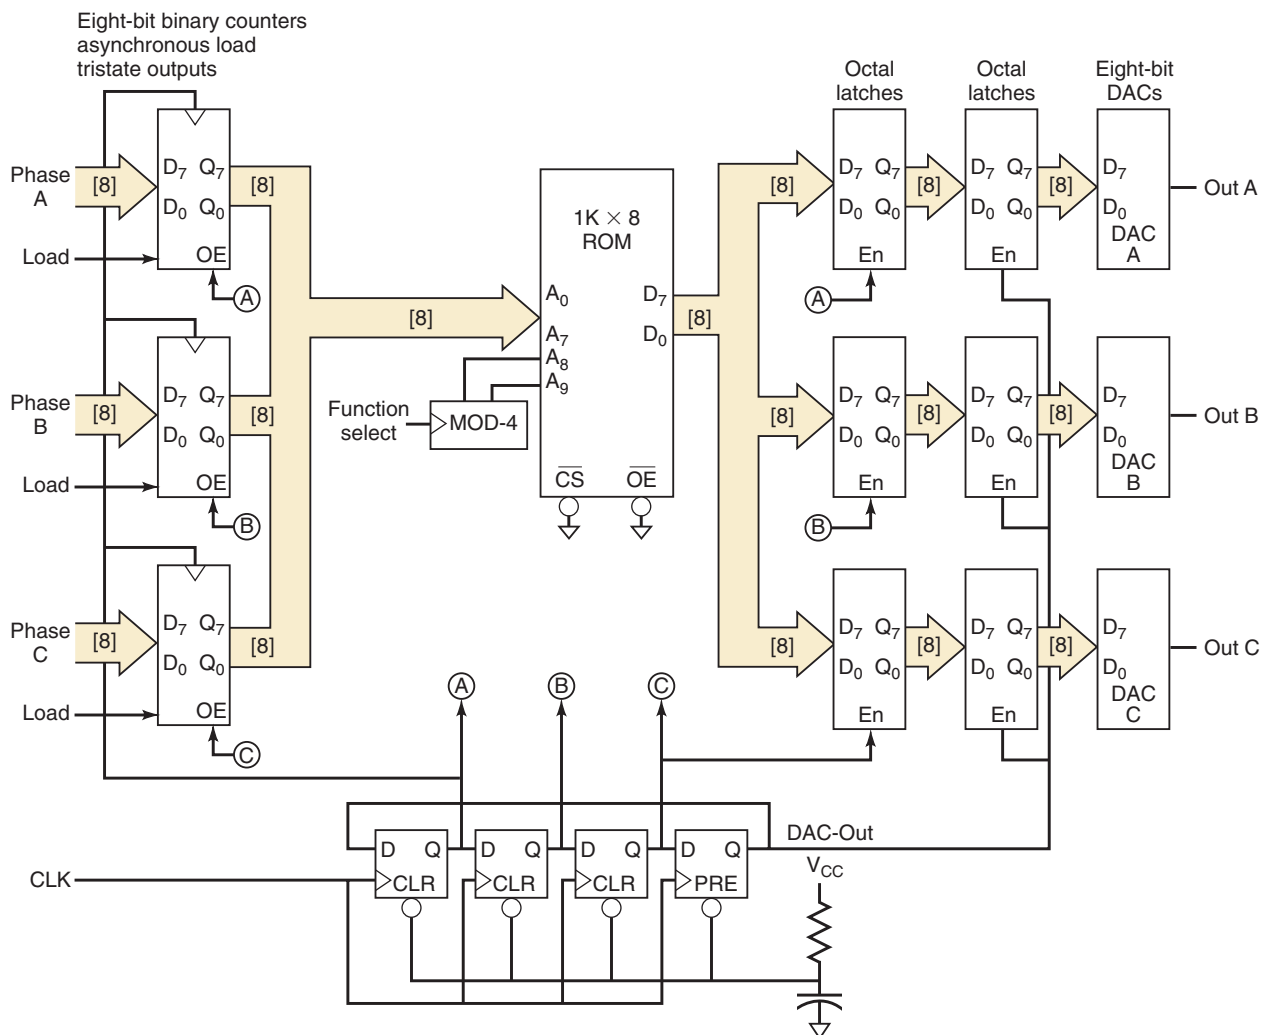 Eight-bit binary counters
asynchronous load
tristate outputs
Octal
latches
Octal
latches
Eight-bit
DACs
Phase
A
[8]
D7 Q7
D0 Q0
[8]
Load
OE
A
Phase
B
[8]
D7 Q7
D0 Q0
[8]
Load
OE
B
Phase
C
[8]
D7 Q7
D0 Q0
[8]
Load
OE
C
[8]
1K × 8
ROM
A0
A7
A8
A9
D7
D0
CS
OE
Function
select
MOD-4
[8]
[8]
D7 Q7
D0 Q0
En
A
[8]
D7 Q7
D0 Q0
En
[8]
D7
D0
DAC
A
Out A
[8]
D7 Q7
D0 Q0
En
B
[8]
D7 Q7
D0 Q0
En
[8]
D7
D0
DAC
B
Out B
[8]
D7 Q7
D0 Q0
En
[8]
D7 Q7
D0 Q0
En
[8]
D7
D0
DAC
C
Out C
A
B
C
CLK
D Q
CLR
D Q
CLR
D Q
CLR
D Q
PRE
DAC-Out
VCC